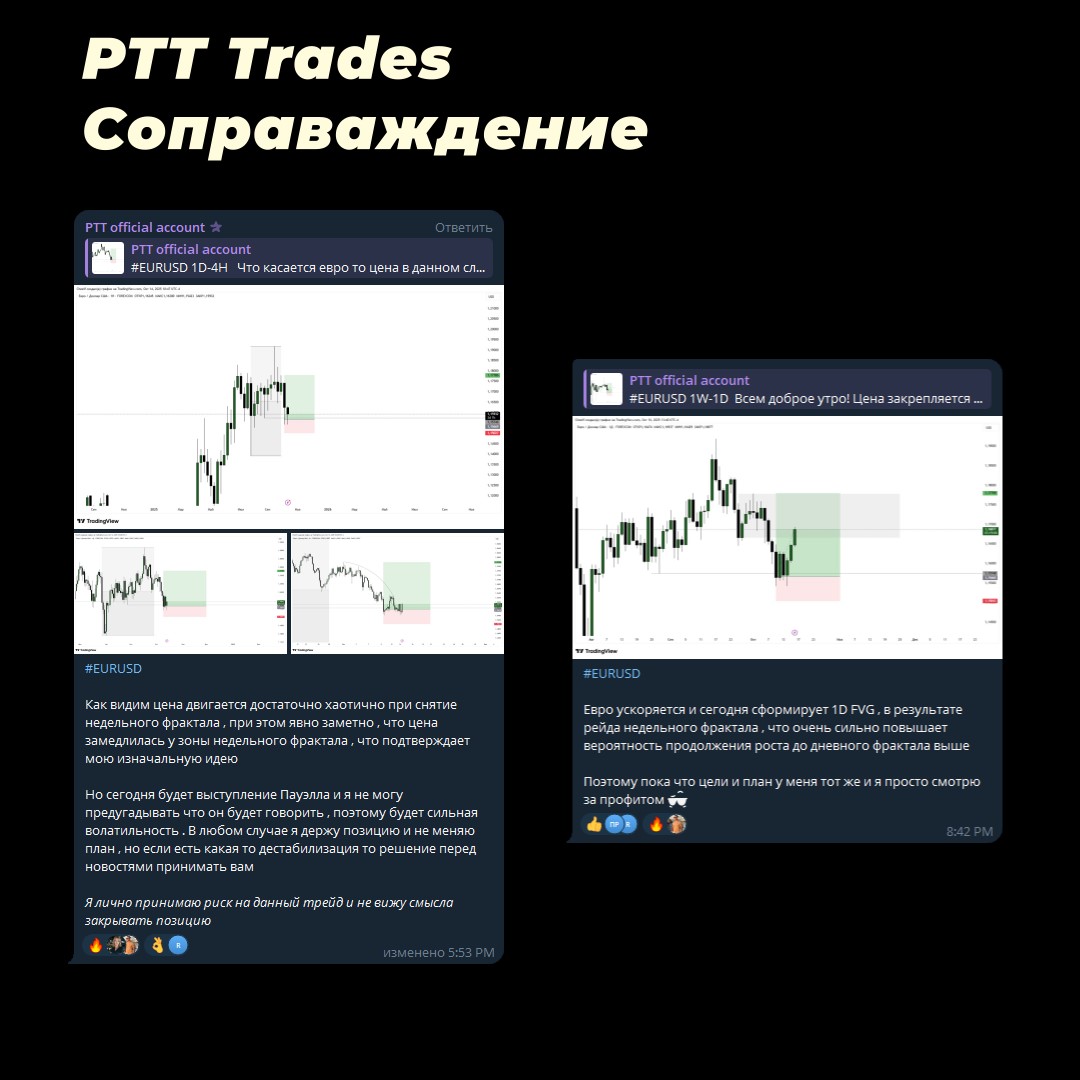 PTT Trades
Соправаждение
PTT official account
Ответить
PTT official account
#EURUSD 1D-4H Что касается евро то цена в данном сл...
TradingView
TradingView
TradingView
#EURUSD
Как видим цена двигается достаточно хаотично при снятие
недельного фрактала , при этом явно заметно , что цена
замедлилась у зоны недельного фрактала , что подтверждает
мою изначальную идею
Но сегодня будет выступление Пауэлла и я не могу
предугадывать что он будет говорить , поэтому будет сильная
волатильность . В любом случае я держу позицию и не меняю
план , но если есть какая то дестабилизация то решение перед
новостями принимать вам
Я лично принимаю риск на данный трейд и не вижу смысла
закрывать позицию
R
изменено 5:53 PM
PTT official account
#EURUSD 1W-1D Всем доброе утро! Цена закрепляется ...
TradingView
#EURUSD
Евро ускоряется и сегодня сформирует 1D FVG , в результате
рейда недельного фрактала , что очень сильно повышает
вероятность продолжения роста до дневного фрактала выше
Поэтому пока что цели и план у меня тот же и я просто смотрю
за профитом
ПР R
8:42 PM